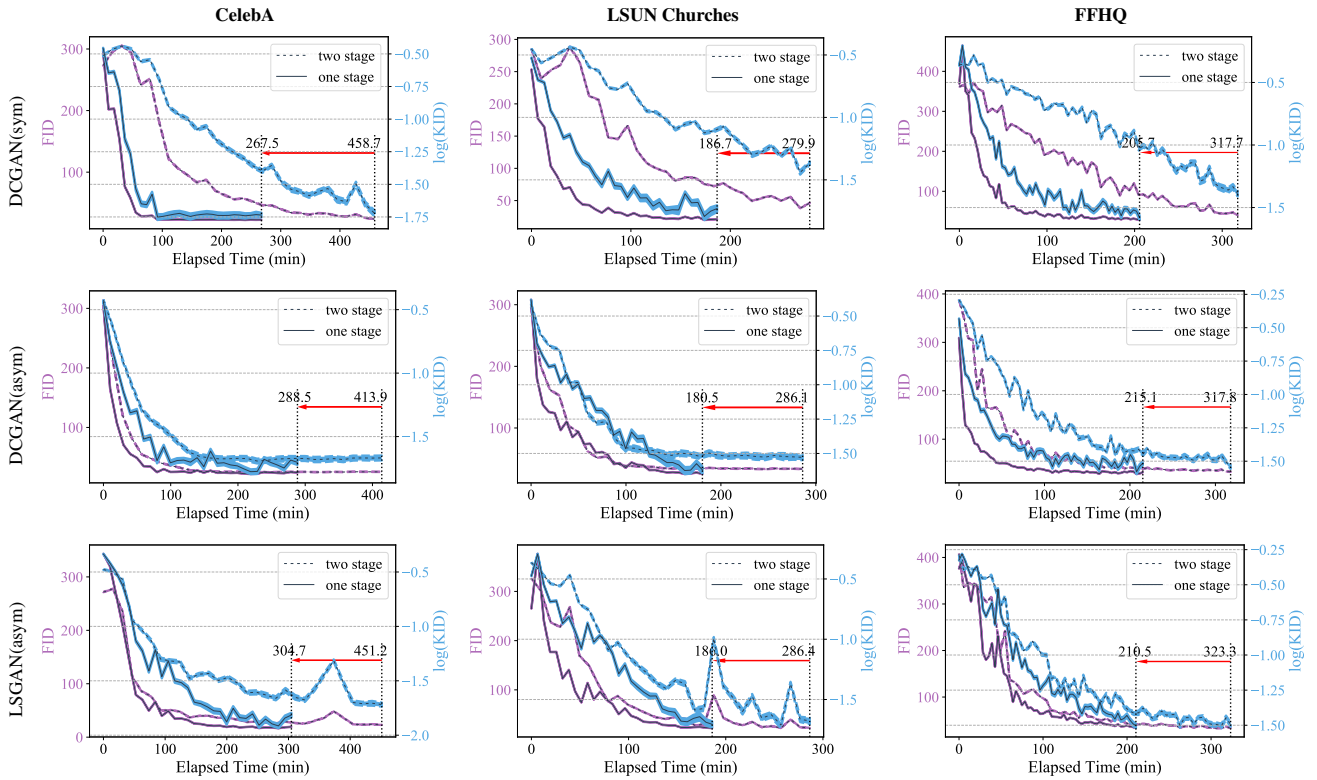 CelebA LSUN Churches FFHQ
DCGAN(sym)
FID
300
200
100
two stage
one stage
267.5 458.7
−0.50
−0.75
−1.00
−1.25
−1.50
−1.75
log(KID)
0 100 200 300 400
Elapsed Time (min)
FID
300
250
200
150
100
50
two stage
one stage
186.7 279.9
−0.5
−1.0
−1.5
log(KID)
0 100 200
Elapsed Time (min)
FID
400
300
200
100
two stage
one stage
317.7
−0.5
−1.0
−1.5
log(KID)
0 100 200 300
Elapsed Time (min)
DCGAN(asym)
FID
300
200
100
two stage
one stage
288.5 413.9
−0.5
−1.0
−1.5
log(KID)
0 100 200 300 400
Elapsed Time (min)
FID
300
200
100
two stage
one stage
180.5 286.1
−0.50
−0.75
−1.00
−1.25
−1.50
log(KID)
0 100 200 300
Elapsed Time (min)
FID
400
300
200
100
two stage
one stage
215.1 317.8
−0.25
−0.50
−0.75
−1.00
−1.25
−1.50
log(KID)
0 100 200 300
Elapsed Time (min)
LSGAN(asym)
FID
300
200
100
0
two stage
one stage
304.7 451.2
−0.5
−1.0
−1.5
−2.0
log(KID)
0 100 200 300 400
Elapsed Time (min)
FID
300
200
100
two stage
one stage
286.4
−0.5
−1.0
−1.5
log(KID)
0 100 200 300
Elapsed Time (min)
FID
400
300
200
100
two stage
one stage
210.5 323.3
−0.25
−0.50
−0.75
−1.00
−1.25
−1.50
log(KID)
0 100 200 300
Elapsed Time (min)